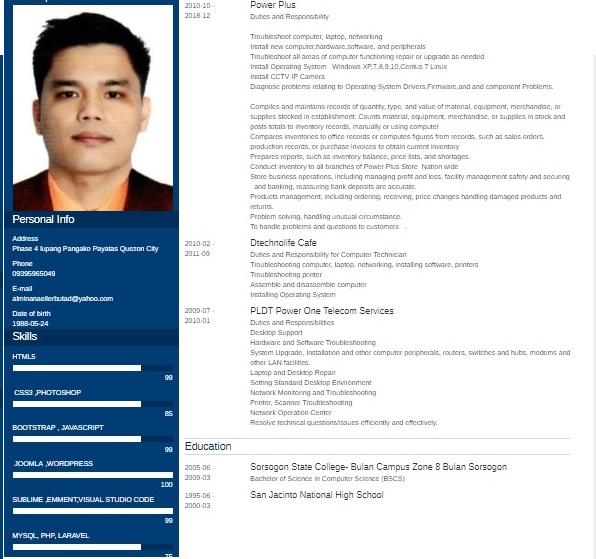 Personal Info
Address
Phase 4 lupang Pangako Payatas Quezon City
Phone
09395965049
E-mail
alminanaellerbutad@yahoo.com
Date of birth
1988-05-24
Skills
HTML5
99
CSS3 ,PHOTOSHOP
85
BOOTSTRAP , JAVASCRIPT
99
JOOMLA ,WORDPRESS
100
SUBLIME ,EMMENT,VISUAL STUDIO CODE
99
MYSQL, PHP, LARAVEL
75
2010-10 -
2018-12
Power Plus
Duties and Responsibility
Troubleshoot computer, laptop, networking
Install new computer,hardware,software, and peripherals
Troubleshoot all areas of computer functioning repair or upgrade as needed
Install Operating System Windows XP,7,8,9,10,Centus 7 Linux
Install CCTV IP Camera
Diagnose problems relating to Operating System Drivers,Firmware,and and component Problems.
Compiles and maintains records of quantity, type, and value of material, equipment, merchandise, or
supplies stocked in establishment: Counts material, equipment, merchandise, or supplies in stock and
posts totals to inventory records, manually or using computer
Compares inventories to office records or computes figures from records, such as sales orders,
production records, or purchase invoices to obtain current inventory
Prepares reports, such as inventory balance, price lists, and shortages.
Conduct inventory to all branches of Power Plus Store Nation wide
Store business operations, including managing profit and loss, facility management safety and securing
and banking, reassuring bank deposits are accurate.
Products management, including ordering, receiving, price changes handling damaged products and
returns.
Problem solving, handling unusual circumstance.
To handle problems and questions to customers .
2010-02 -
2011-09
Dtechnolife Cafe
Duties and Responsibility for Computer Technician
Troubleshooting computer, laptop, networking, installing software, printers
Troubleshooting printer
Assemble and disassemble computer
Installing Operating System
2009-07 -
2010-01
PLDT Power One Telecom Services
Duties and Responsibilities
Desktop Support
Hardware and Software Troubleshooting
System Upgrade, installation and other computer peripherals, routers, switches and hubs, modems and
other LAN facilities.
Laptop and Desktop Repair
Setting Standard Desktop Environment
Network Monitoring and Troubleshooting
Printer, Scanner Troubleshooting
Network Operation Center
Resolve technical questions/issues efficiently and effectively.
Education
2005-06 -
2009-03
Sorsogon State College- Bulan Campus Zone 8 Bulan Sorsogon
Bachelor of Science in Computer Science (BSCS)
1995-06 -
2000-03
San Jacinto National High School